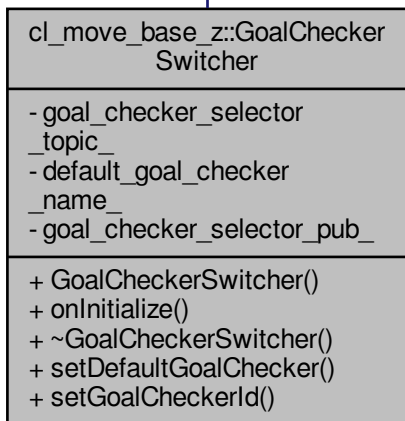 cl_move_base_z::GoalChecker
Switcher
- goal_checker_selector
_topic_
- default_goal_checker
_name_
- goal_checker_selector_pub_
+ GoalCheckerSwitcher()
+ onInitialize()
+ ~GoalCheckerSwitcher()
+ setDefaultGoalChecker()
+ setGoalCheckerId()